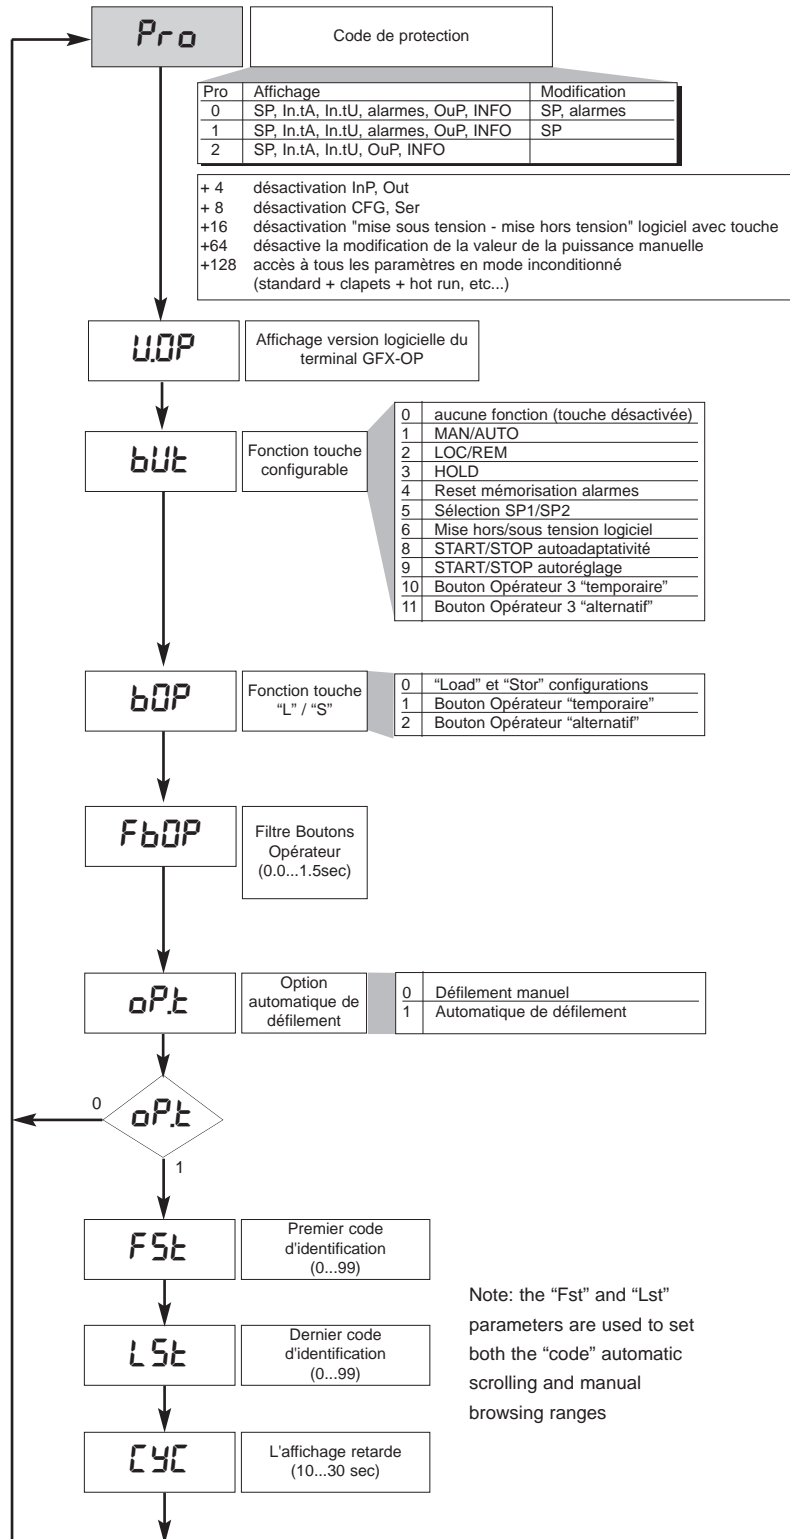 Pro
Code de protection
Pro Affichage Modification
0 SP, In.tA, In.tU, alarmes, OuP, INFO SP, alarmes
1 SP, In.tA, In.tU, alarmes, OuP, INFO SP
2 SP, In.tA, In.tU, OuP, INFO
+ 4 désactivation InP, Out
+ 8 désactivation CFG, Ser
+16 désactivation "mise sous tension - mise hors tension" logiciel avec touche
+64 désactive la modification de la valeur de la puissance manuelle
+128 accès à tous les paramètres en mode inconditionné
(standard + clapets + hot run, etc...)
U.OP
Affichage version logicielle du
terminal GFX-OP
bUt
Fonction touche
configurable
0 aucune fonction (touche désactivée)
1 MAN/AUTO
2 LOC/REM
3 HOLD
4 Reset mémorisation alarmes
5 Sélection SP1/SP2
6 Mise hors/sous tension logiciel
8 START/STOP autoadaptativité
9 START/STOP autoréglage
10 Bouton Opérateur 3 “temporaire”
11 Bouton Opérateur 3 “alternatif”
bOP
Fonction touche
“L” / “S”
0 “Load” et “Stor” configurations
1 Bouton Opérateur “temporaire”
2 Bouton Opérateur “alternatif”
FbOP
Filtre Boutons
Opérateur
(0.0...1.5sec)
oP.t
Option
automatique de
défilement
0 Défilement manuel
1 Automatique de défilement
0
oP.t
1
FSt
Premier code
d'identification
(0...99)
LSt
Dernier code
d'identification
(0...99)
Note: the “Fst” and “Lst”
parameters are used to set
both the “code” automatic
scrolling and manual
browsing ranges
CYC
L'affichage retarde
(10...30 sec)